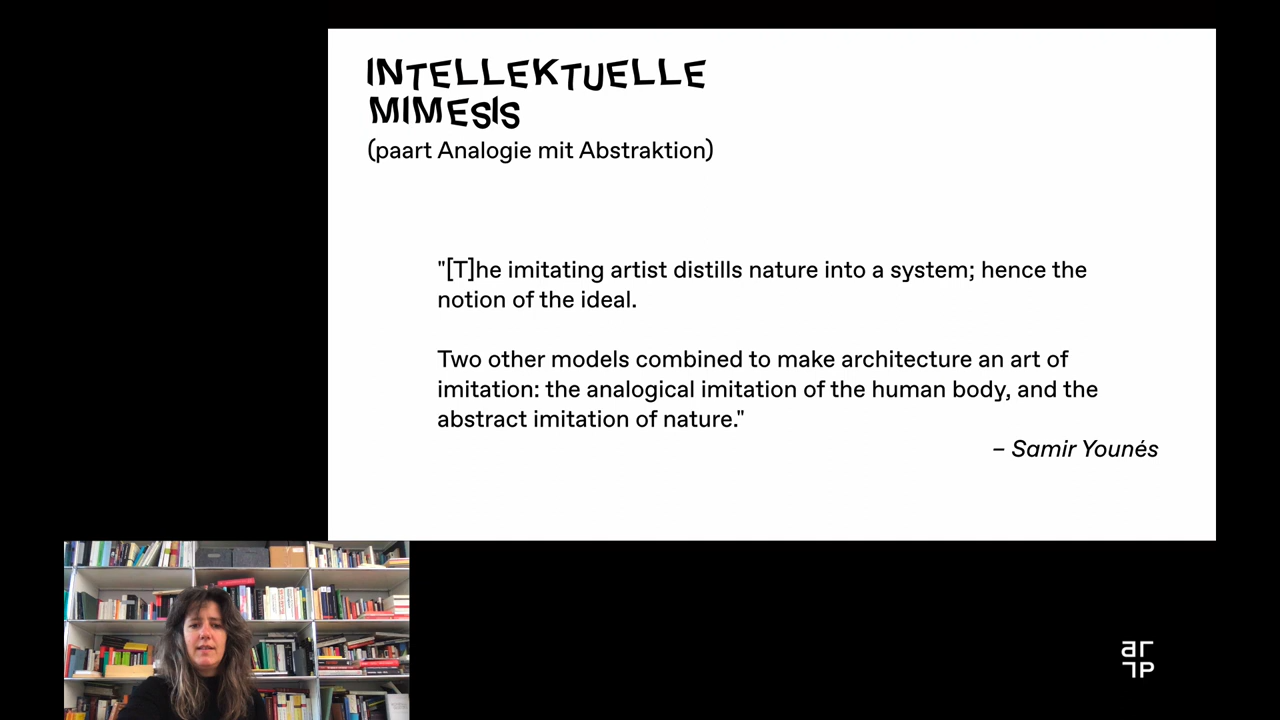 INTELLEKTUELLE
MIMESIS
(paart Analogie mit Abstraktion)
"[T]he imitating artist distills nature into a system; hence the
notion of the ideal.
Two other models combined to make architecture an art of
imitation: the analogical imitation of the human body, and the
abstract imitation of nature."
– Samir Younés